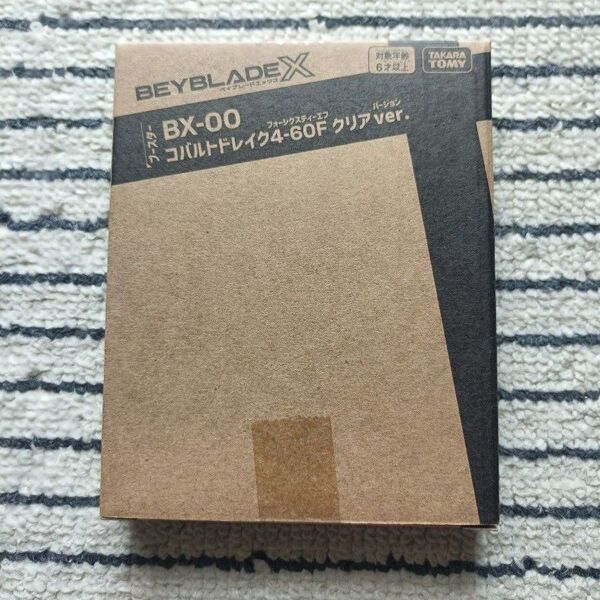 BEYBLADE X
ベイブレードエックス
対象年齢
6才以上
TAKARA
TOMY
ブースター
BX-00
フォーシックスティーエフ
バージョン
コバルトドレイク4-60F クリアver.